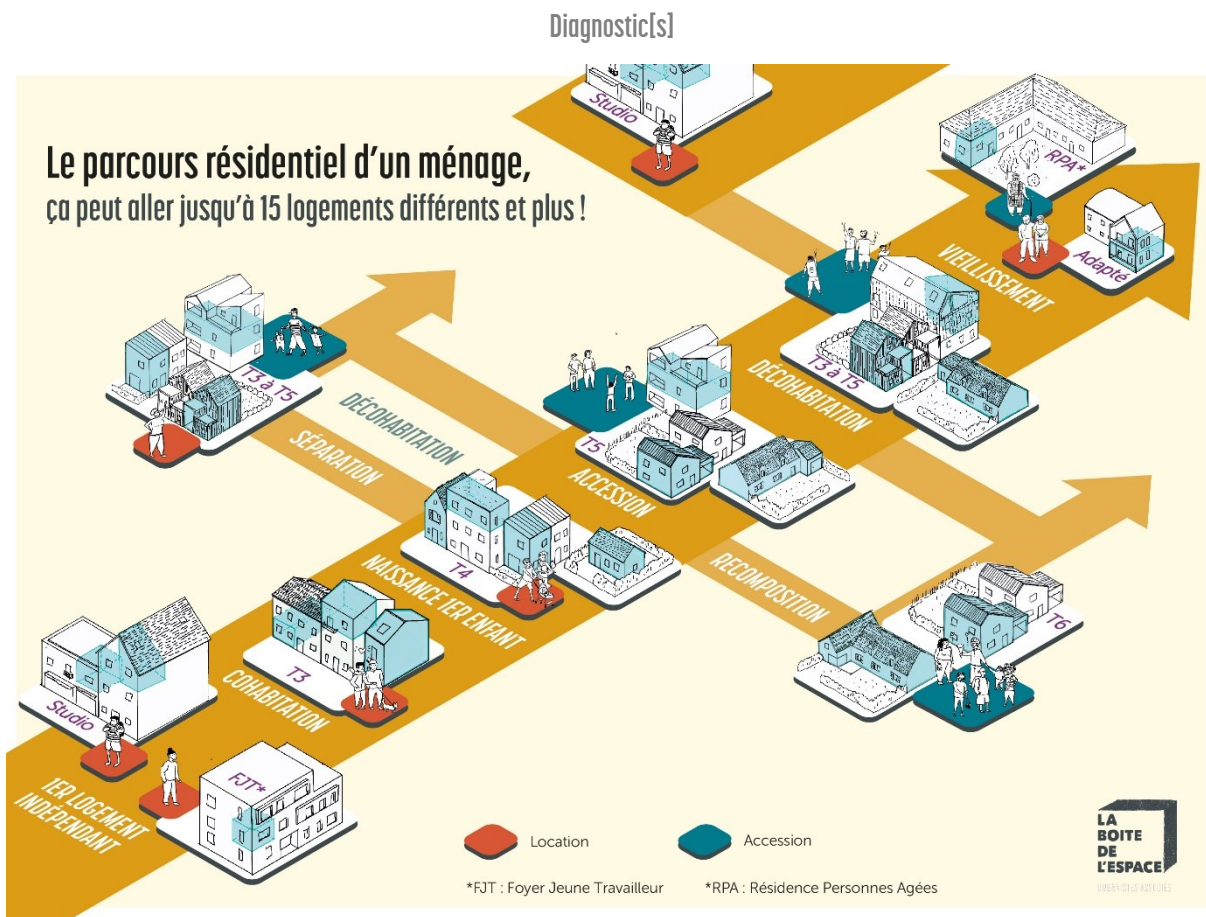 Diagnostic[s]
Le parcours résidentiel d'un ménage,
ça peut aller jusqu'à 15 logements différents et plus !
Studio
RPA*
Adapté
VIEILLISSEMENT
T3 à T5
DÉCOHABITATION
SÉPARATION
T3 à T5
DÉCOHABITATION
T5
ACCESSION
T4
NAISSANCE 1ER ENFANT
RECOMPOSITION
T6
T3
COHABITATION
Studio
FJT*
1ER LOGEMENT
INDÉPENDANT
Location
Accession
*FJT : Foyer Jeune Travailleur
*RPA : Résidence Personnes Agées
LA
BOITE
DE
L'ESPACE
URBANISTES ASSOCIÉS